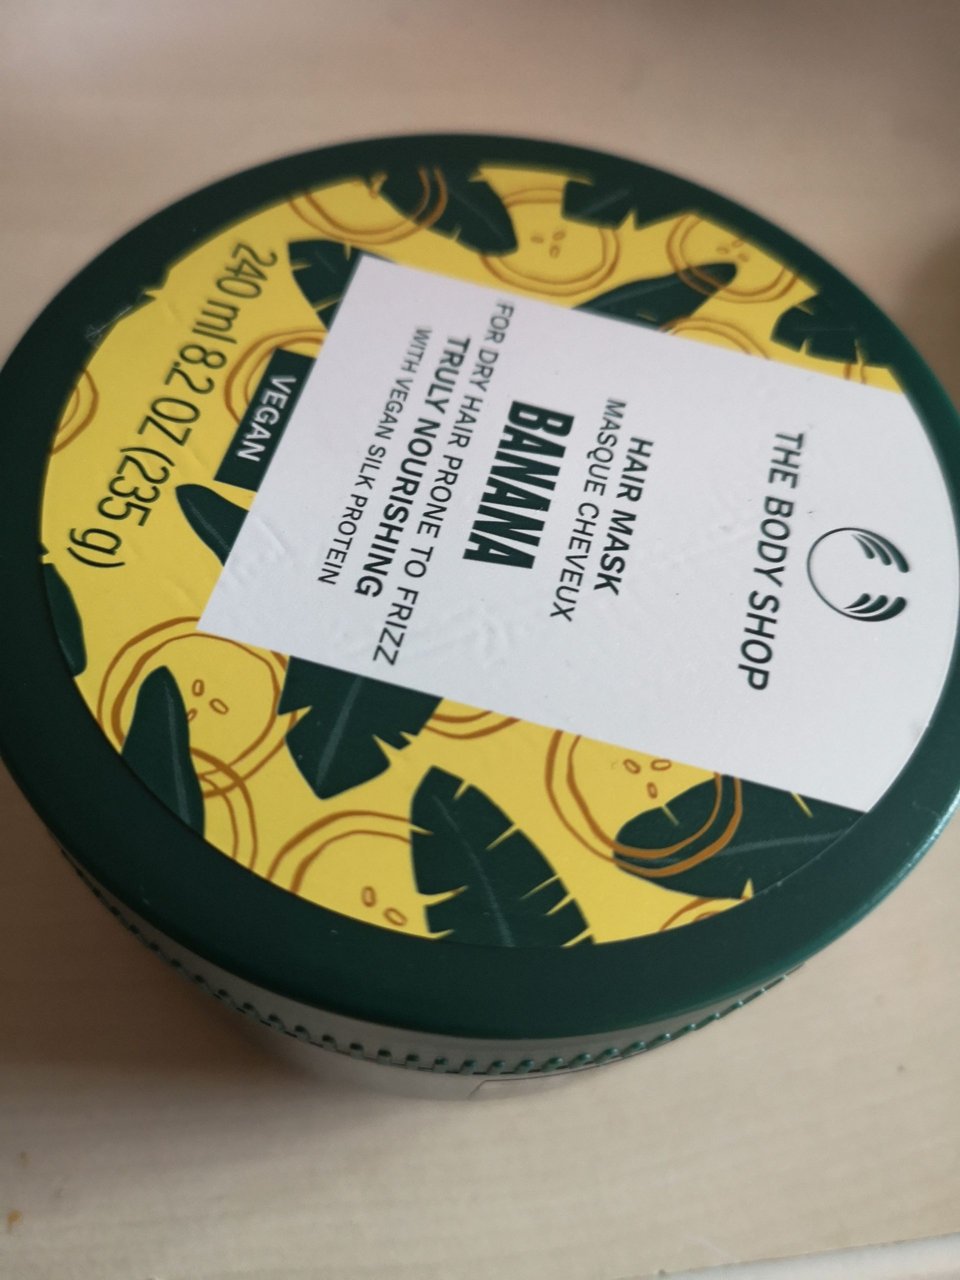 THE BODY SHOP
HAIR MASK
MASQUE CHEVEUX
BANANA
FOR DRY HAIR PRONE TO FRIZZ
TRULY NOURISHING
WITH VEGAN SILK PROTEIN
VEGAN
240 ml 8.2 OZ (235 g)